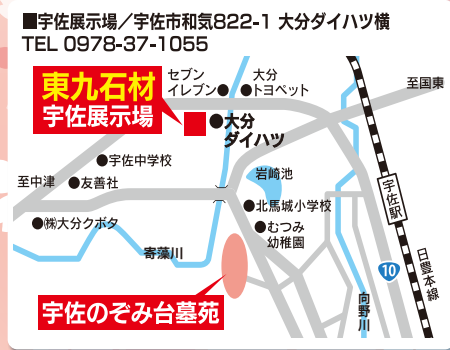 ■宇佐展示場／宇佐市和気822-1 大分ダイハツ横
TEL 0978-37-1055
東九石材
宇佐展示場
セブン
イレブン●
大分
●トヨペット
至国東
●大分
ダイハツ
●宇佐中学校
至中津
●友善社
岩崎池
●㈱大分クボタ
●北馬城小学校
●むつみ
幼稚園
寄藻川
宇佐駅
10
日豊本線
向野川
宇佐のぞみ台墓苑